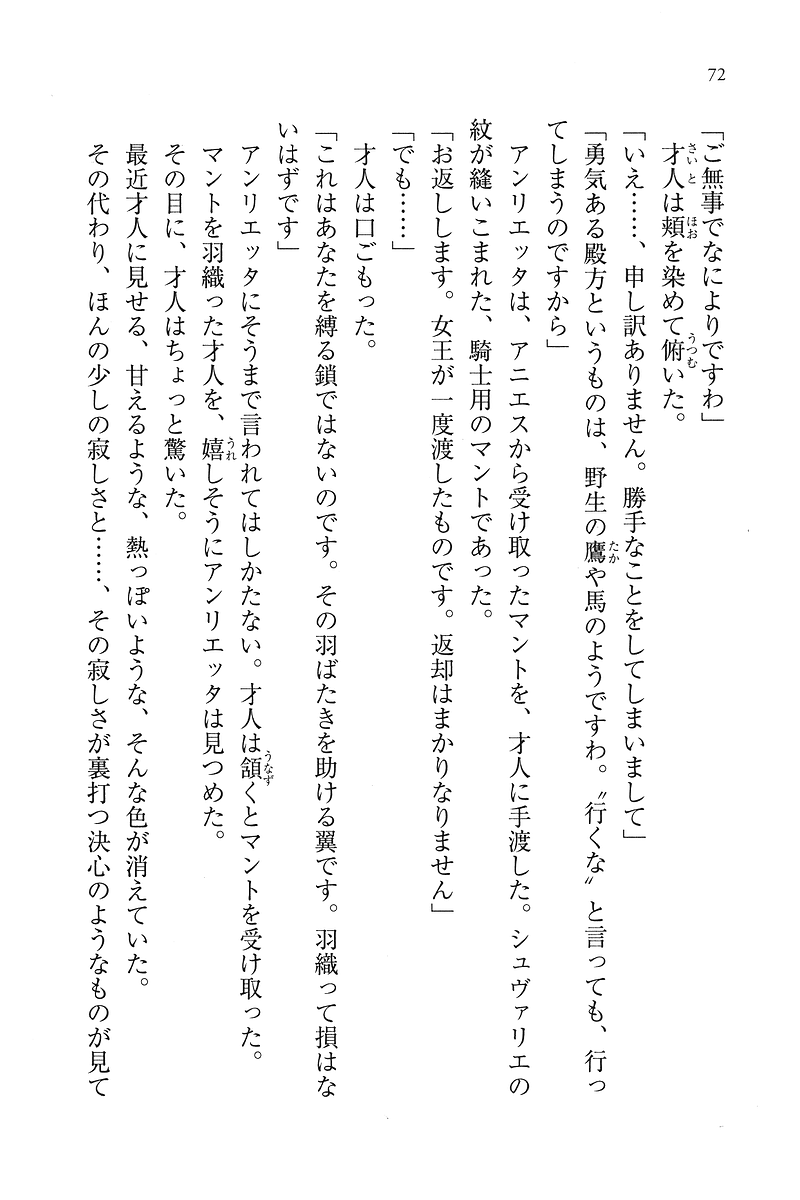 72
「ご無事でなによりですわ」
才人は頬を染めて俯いた。
「いえ……、申し訳ありません。勝手なことをしてしまいまして」
「勇気ある殿方というものは、野生の鷹や馬のようですわ。〝行くな〟と言っても、行っ
てしまうのですから」
アンリエッタは、アニエスから受け取ったマントを、才人に手渡した。シュヴァリエの
紋が縫いこまれた、騎士用のマントであった。
「お返しします。女王が一度渡したものです。返却はまかりなりません」
「でも……」
才人は口ごもった。
「これはあなたを縛る鎖ではないのです。その羽ばたきを助ける翼です。羽織って損はな
いはずです」
アンリエッタにそうまで言われてはしかたない。才人は頷くとマントを受け取った。
マントを羽織った才人を、嬉しそうにアンリエッタは見つめた。
その目に、才人はちょっと驚いた。
最近才人に見せる、甘えるような、熱っぽいような、そんな色が消えていた。
その代わり、ほんの少しの寂しさと……、その寂しさが裏打つ決心のようなものが見て